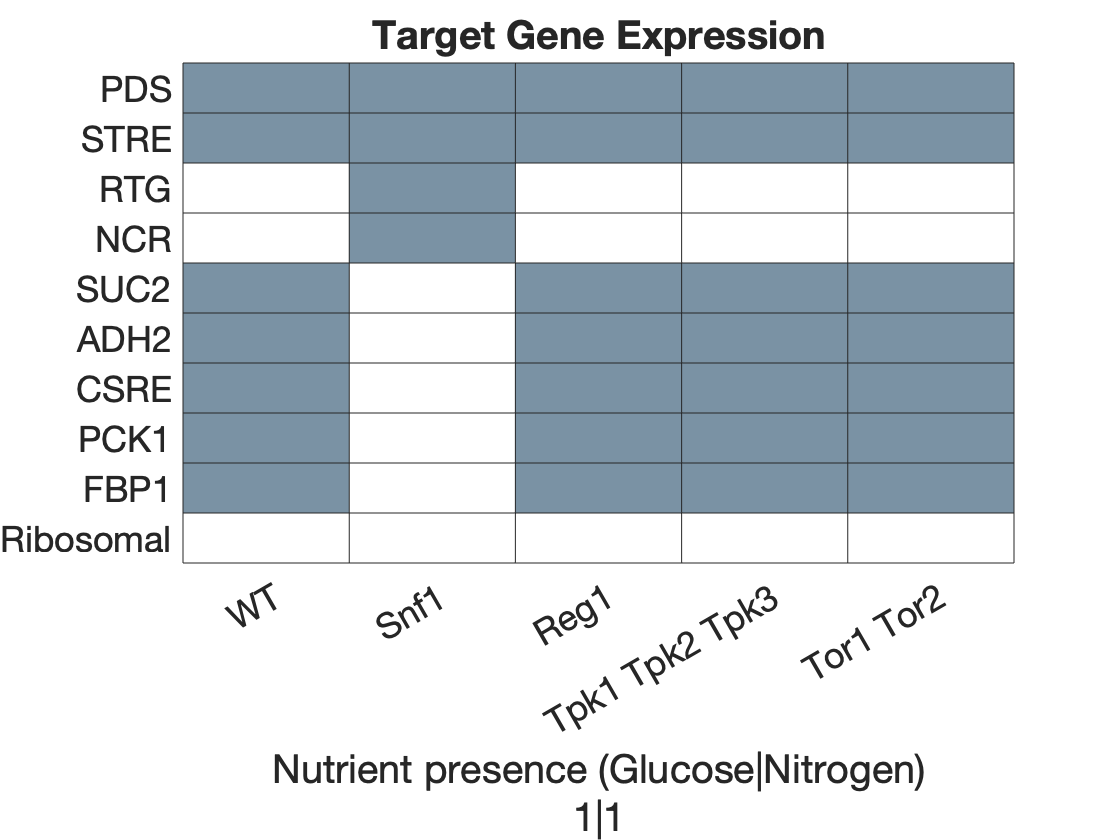 Target Gene Expression
PDS
STRE
RTG
NCR
SUC2
ADH2
CSRE
PCK1
FBP1
Ribosomal
WT
Snf1
Reg1
Tpk1 Tpk2 Tpk3
Tor1 Tor2
Nutrient presence (Glucose|Nitrogen)
1|1